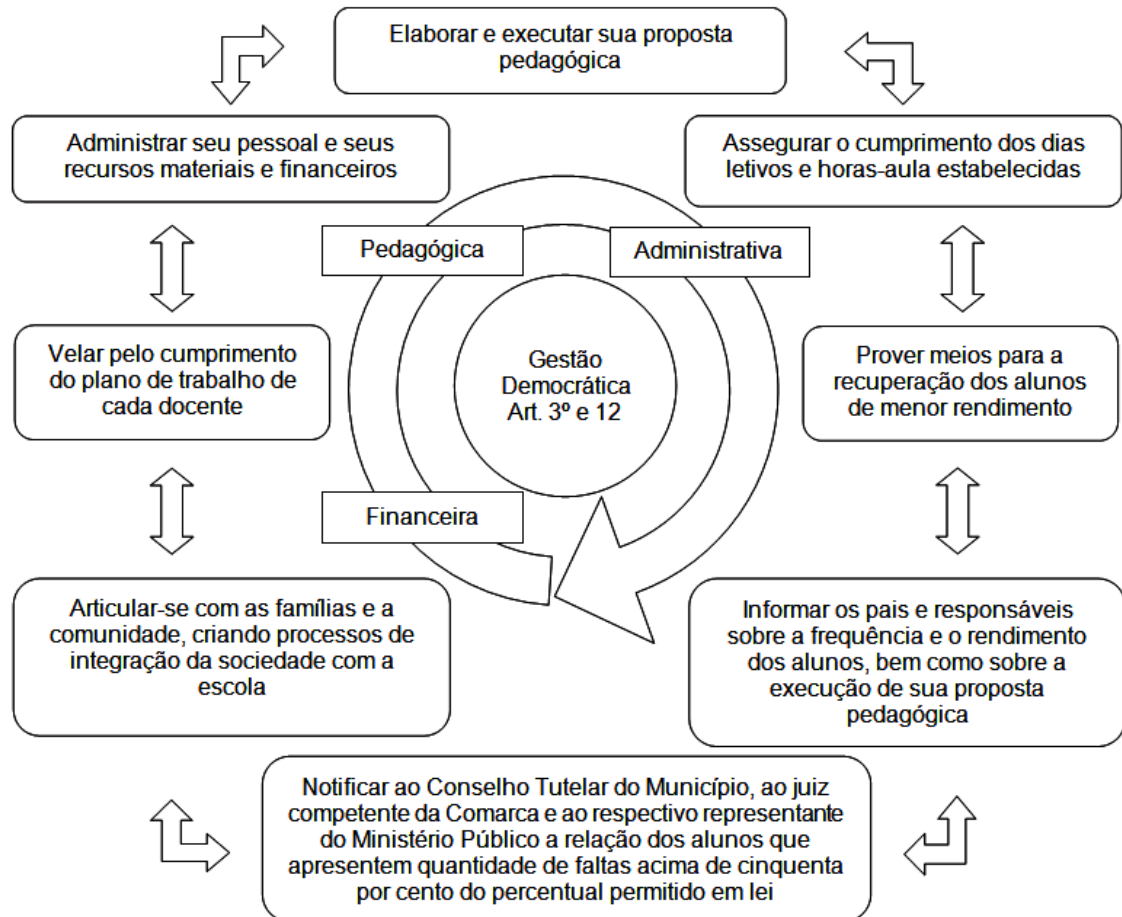 Elaborar e executar sua proposta
pedagógica
Administrar seu pessoal e seus
recursos materiais e financeiros
Assegurar o cumprimento dos dias
letivos e horas-aula estabelecidas
Pedagógica
Administrativa
Velar pelo cumprimento
do plano de trabalho de
cada docente
Gestão
Democrática
Art. 3º e 12
Prover meios para a
recuperação dos alunos
de menor rendimento
Financeira
Articular-se com as famílias e a
comunidade, criando processos de
integração da sociedade com a
escola
Informar os pais e responsáveis
sobre a frequência e o rendimento
dos alunos, bem como sobre a
execução de sua proposta
pedagógica
Notificar ao Conselho Tutelar do Município, ao juiz
competente da Comarca e ao respectivo representante
do Ministério Público a relação dos alunos que
apresentem quantidade de faltas acima de cinquenta
por cento do percentual permitido em lei